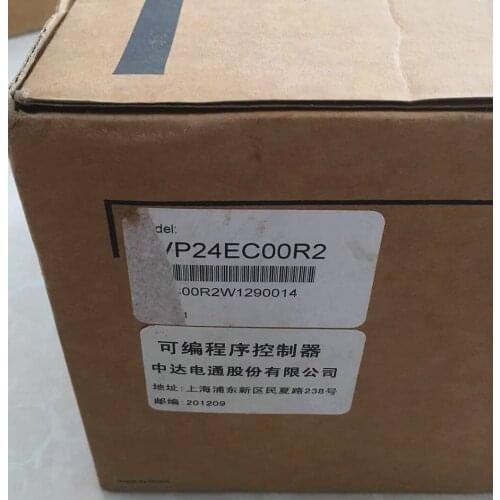 del:
VP24EC00R2
00R2W1290014
可编程序控制器
中达电通股份有限公司
地址: 上海浦东新区民夏路238号
邮编: 201209